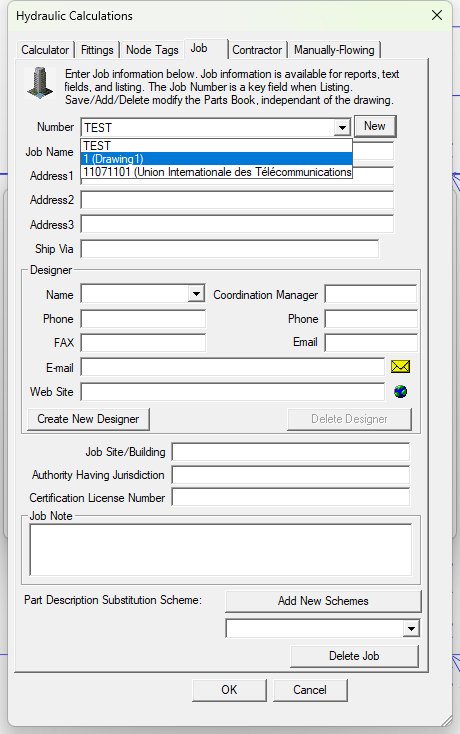 Hydraulic Calculations
Calculator Fittings Node Tags Job Contractor Manually-Flowing
Enter Job information below. Job information is available for reports, text
fields, and listing. The Job Number is a key field when Listing.
Save/Add/Delete modify the Parts Book, independant of the drawing.
Number TEST New
TEST
Job Name 1 (Drawing1)
Address1 11071101 (Union Internationale des Télécommunications
Address2
Address3
Ship Via
Designer
Name Coordination Manager
Phone Phone
FAX Email
E-mail
Web Site
Create New Designer Delete Designer
Job Site/Building
Authority Having Jurisdiction
Certification License Number
Job Note
Part Description Substitution Scheme: Add New Schemes
Delete Job
OK Cancel